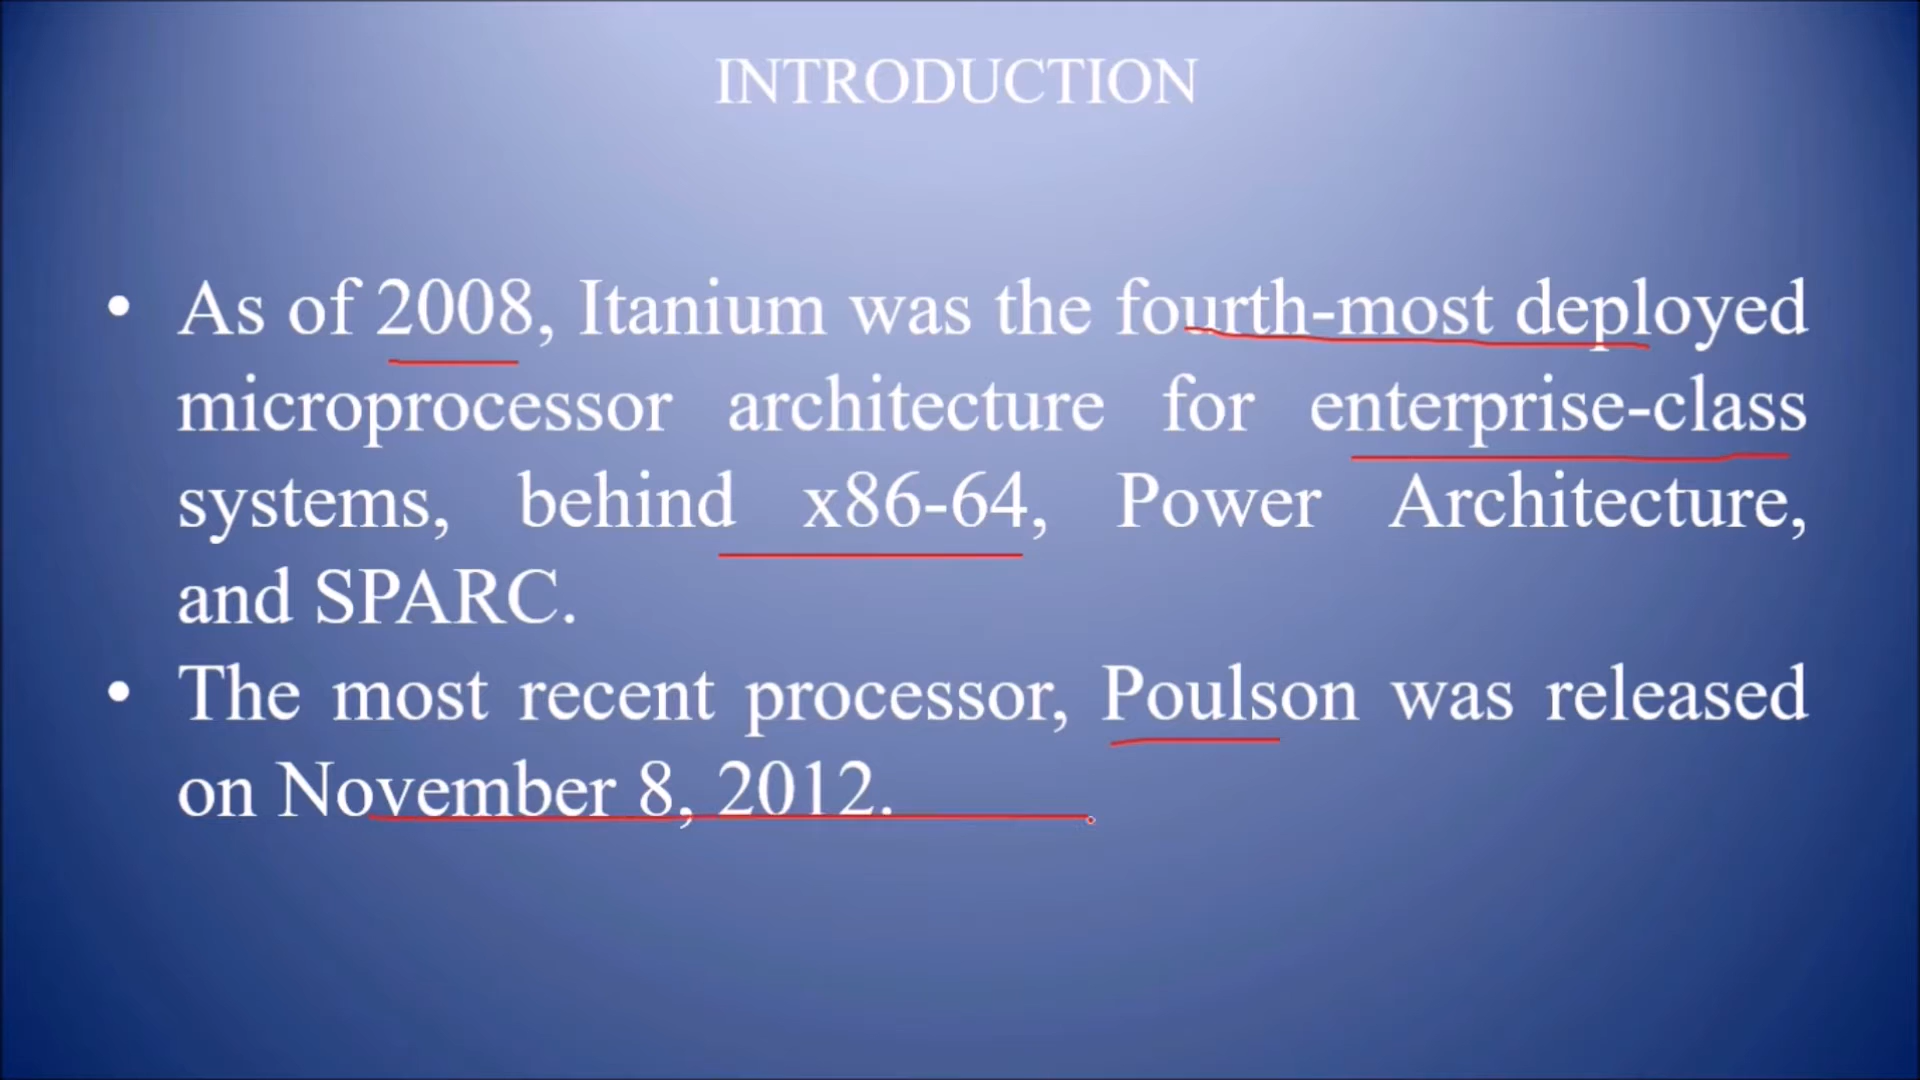 INTRODUCTION
• As of 2008, Itanium was the fourth-most deployed
microprocessor architecture for enterprise-class
systems, behind x86-64, Power Architecture,
and SPARC.
• The most recent processor, Poulson was released
on November 8, 2012.